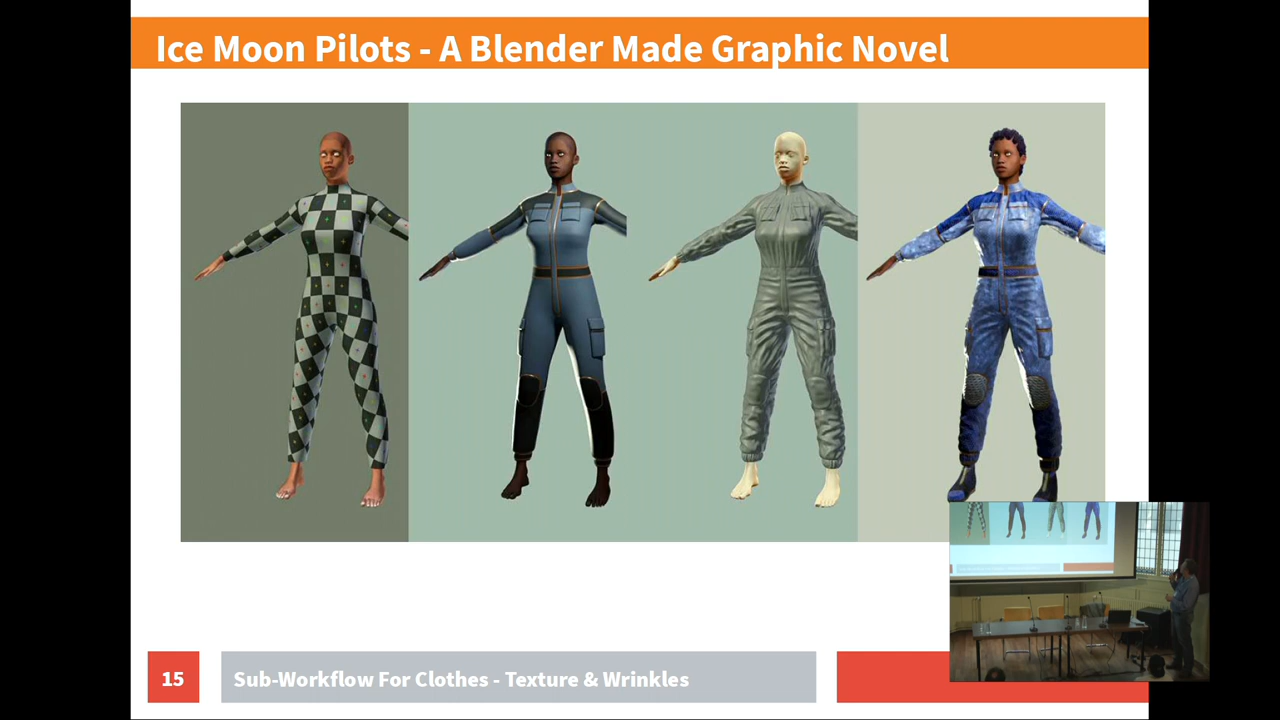 Ice Moon Pilots - A Blender Made Graphic Novel
15
Sub-Workflow For Clothes - Texture & Wrinkles